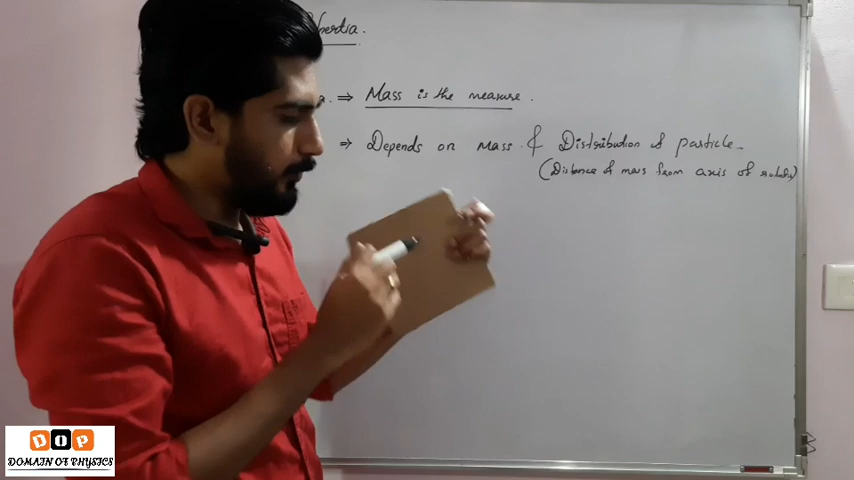 Inertia.
a. ⇒ Mass is the measure.
⇒ Depends on Mass & Distribution of particle.
(Distance of mass from axis of rotation)
DOP
DOMAIN OF PHYSICS